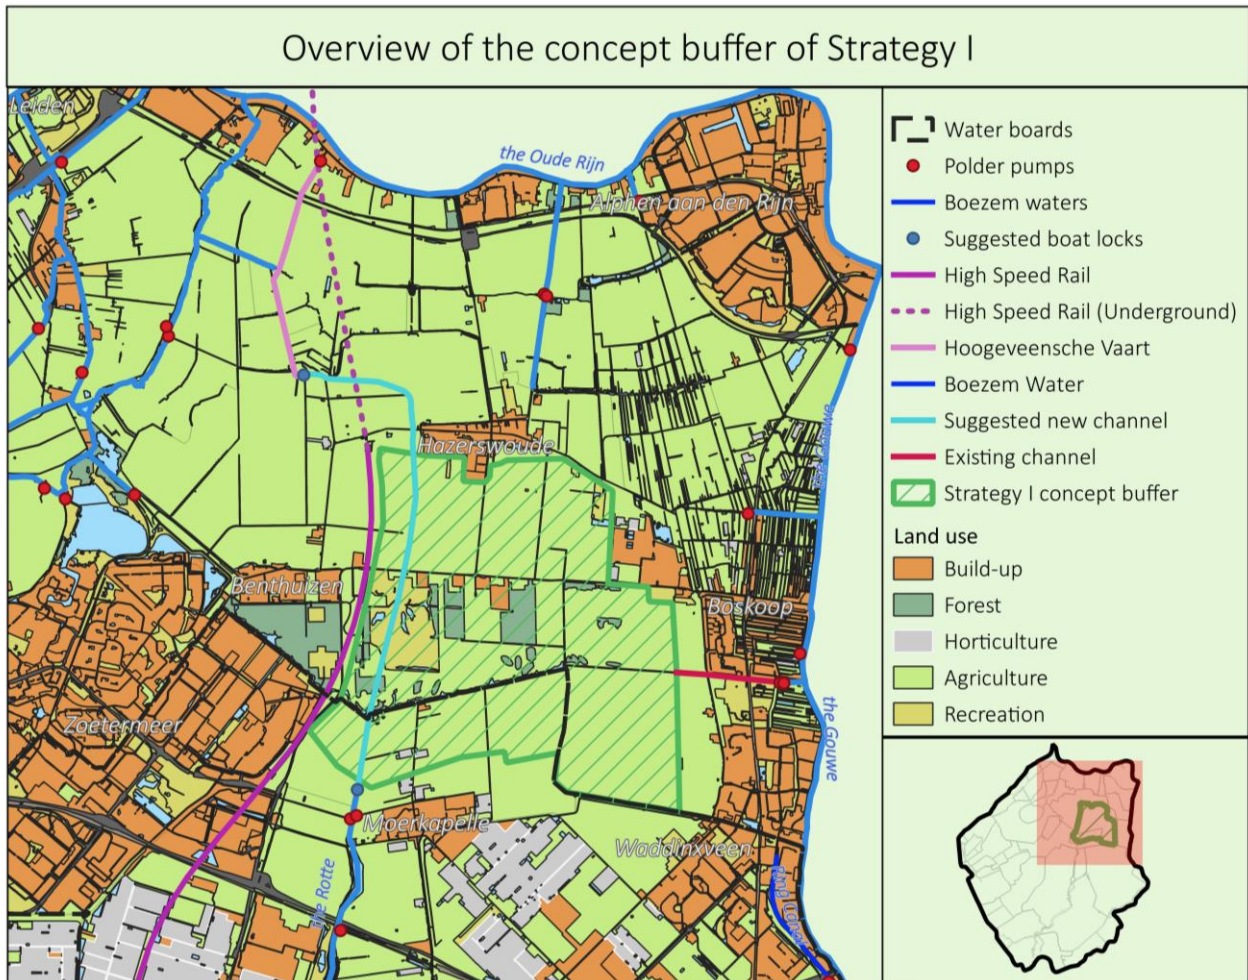 Overview of the concept buffer of Strategy I
Leiden
the Oude Rijn
Alphen aan den Rijn
Hazerswoude
Benthuizen
Boskoop
Zoetermeer
the Gouwe
Moerkapelle
Waddinxveen
the Rotte
Water boards
Polder pumps
Boezem waters
Suggested boat locks
High Speed Rail
High Speed Rail (Underground)
Hoogeveensche Vaart
Boezem Water
Suggested new channel
Existing channel
Strategy I concept buffer
Land use
Build-up
Forest
Horticulture
Agriculture
Recreation